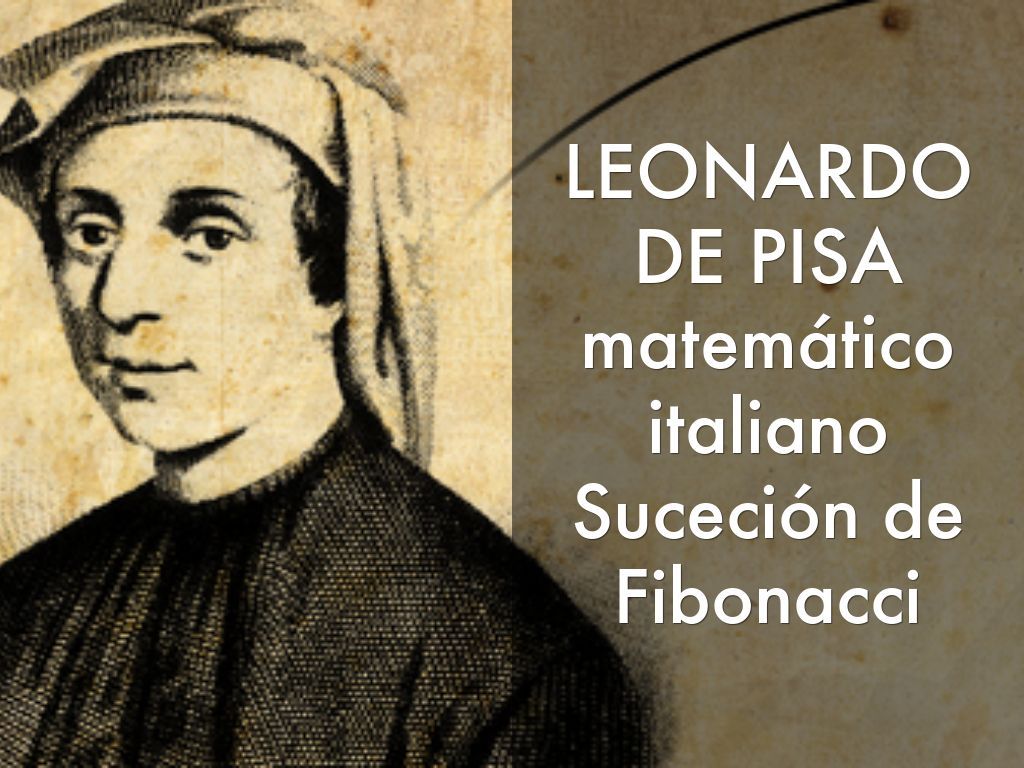 LEONARDO
DE PISA
matemático
italiano
Suceción de
Fibonacci